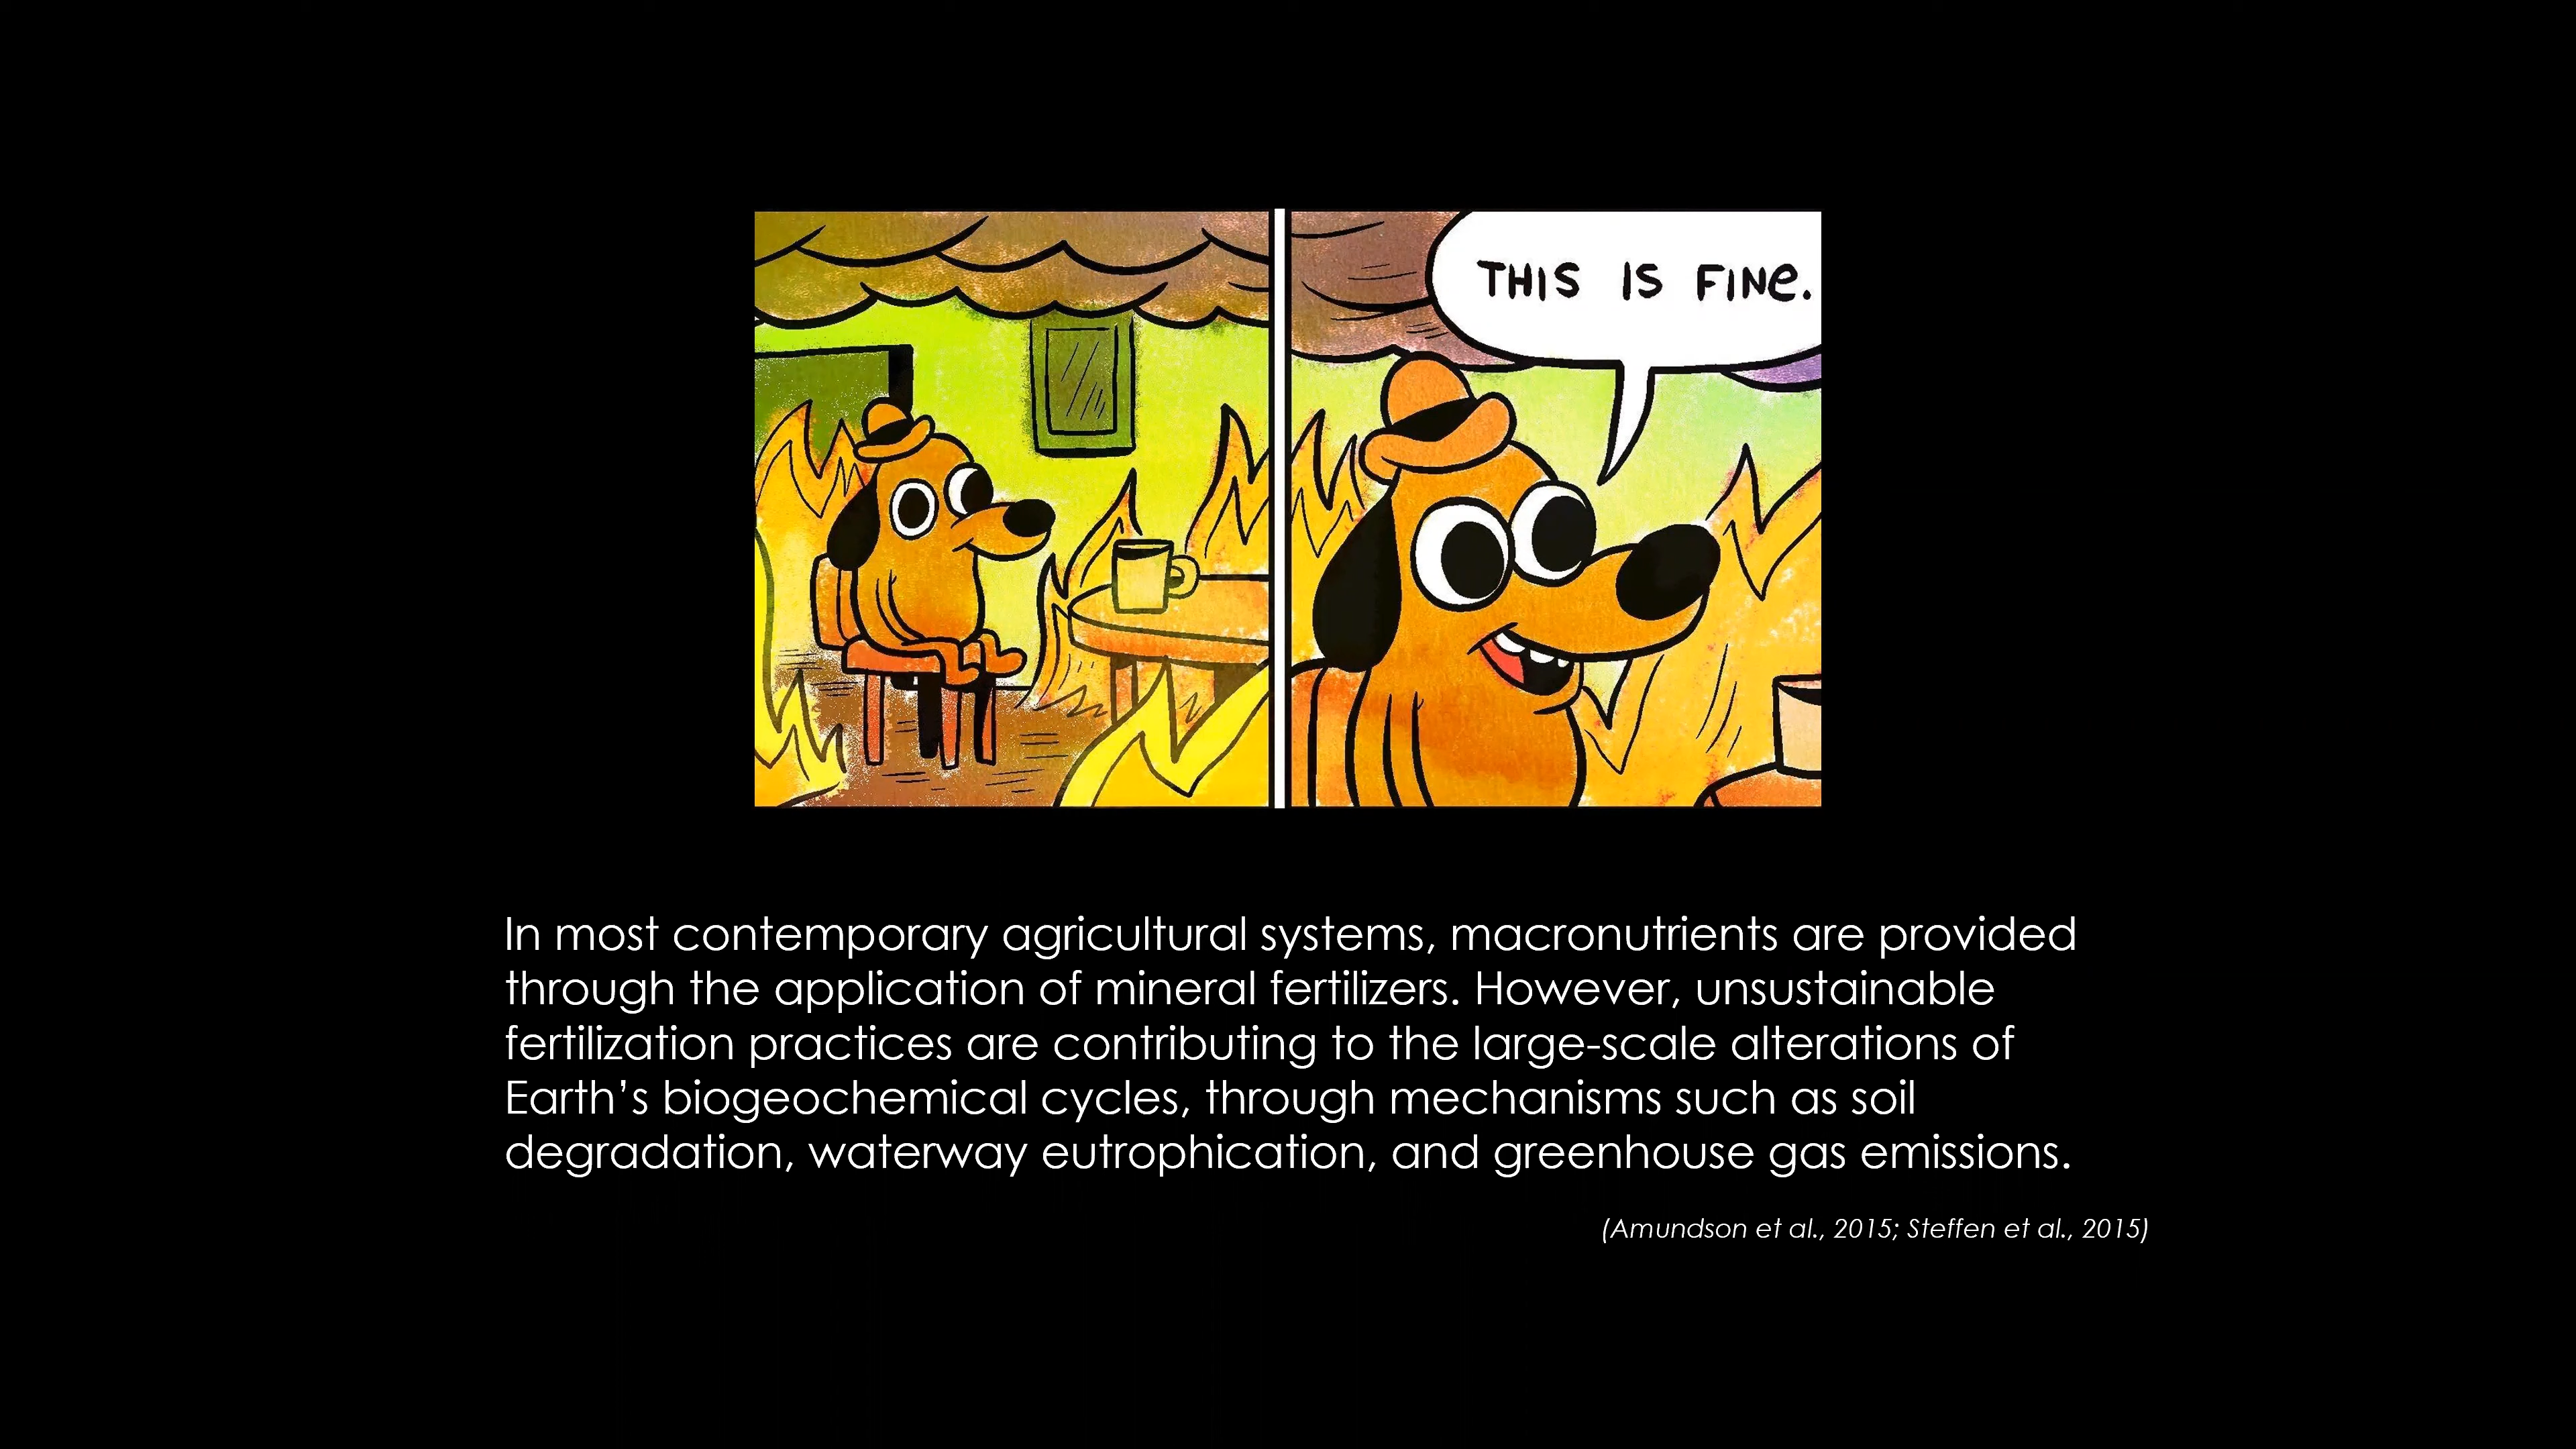 THIS IS FINe.
In most contemporary agricultural systems, macronutrients are provided
through the application of mineral fertilizers. However, unsustainable
fertilization practices are contributing to the large-scale alterations of
Earth’s biogeochemical cycles, through mechanisms such as soil
degradation, waterway eutrophication, and greenhouse gas emissions.
(Amundson et al., 2015; Steffen et al., 2015)